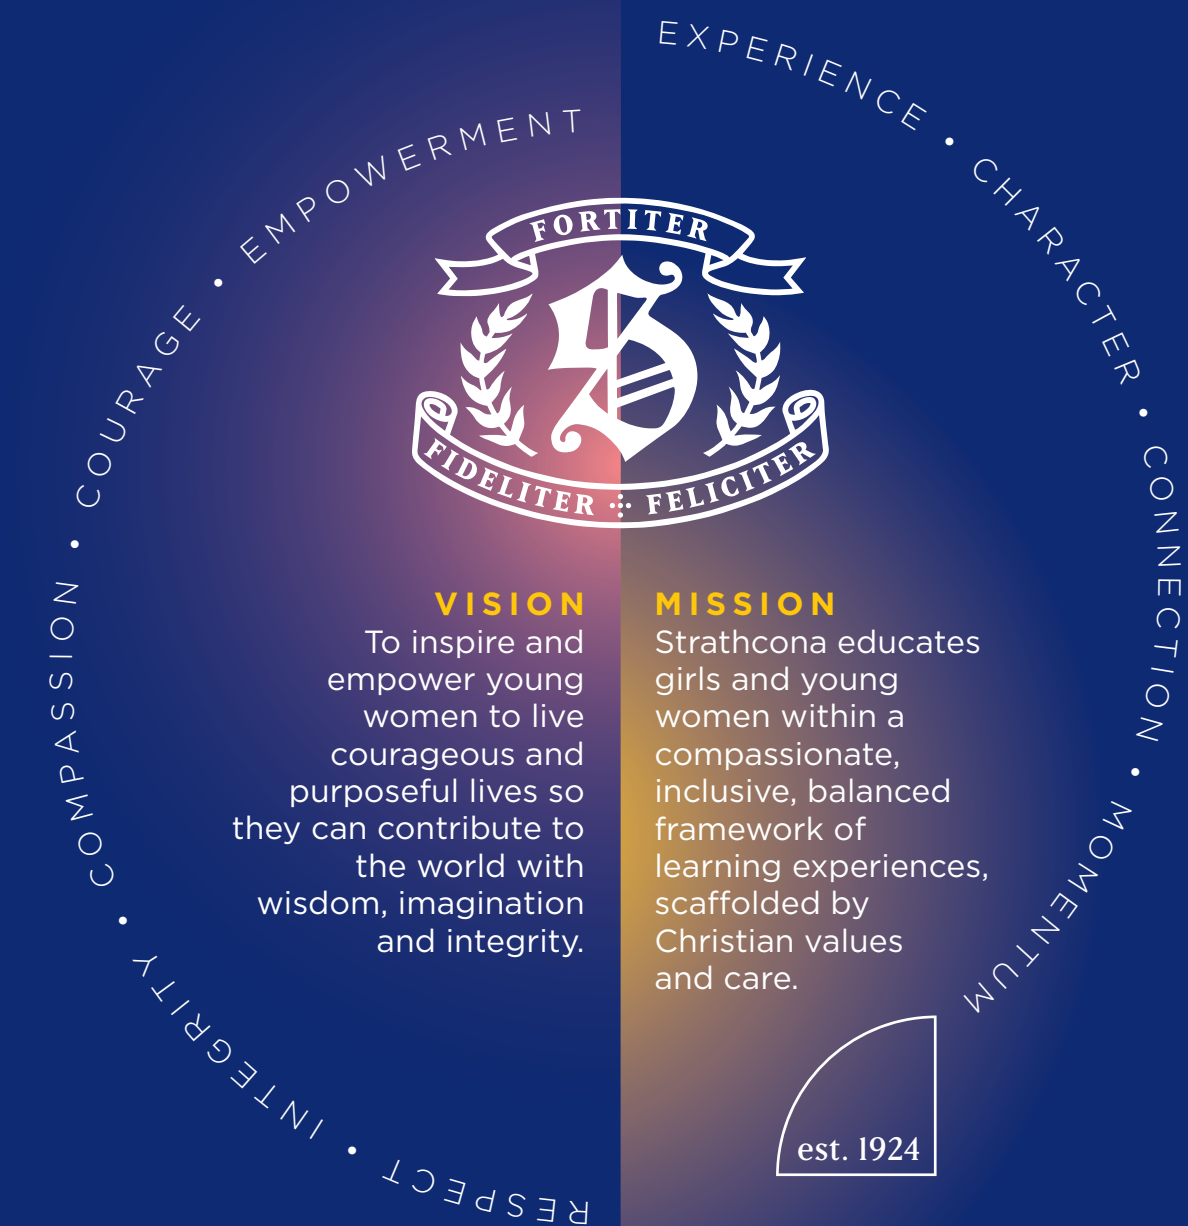 RESPECT • INTEGRITY • COMPASSION • COURAGE • EMPOWERMENT
EXPERIENCE • CHARACTER • CONNECTION • MOMENTUM
FORTITER
S
FIDELITER FELICITER
VISION
To inspire and
empower young
women to live
courageous and
purposeful lives so
they can contribute to
the world with
wisdom, imagination
and integrity.
MISSION
Strathcona educates
girls and young
women within a
compassionate,
inclusive, balanced
framework of
learning experiences,
scaffolded by
Christian values
and care.
est. 1924